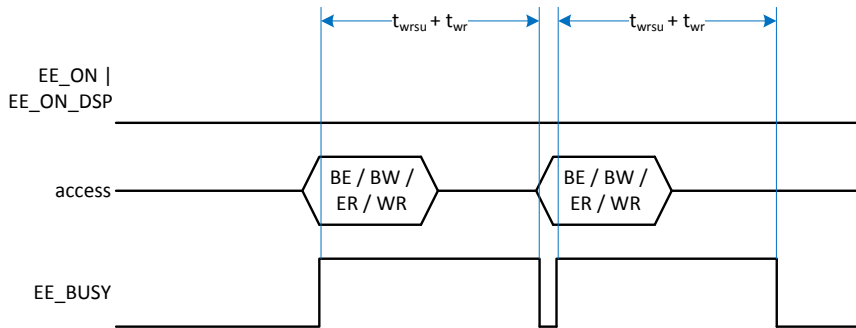 t_wrsu + t_wr t_wrsu + t_wr
EE_ON |
EE_ON_DSP
access
BE / BW /
ER / WR
BE / BW /
ER / WR
EE_BUSY